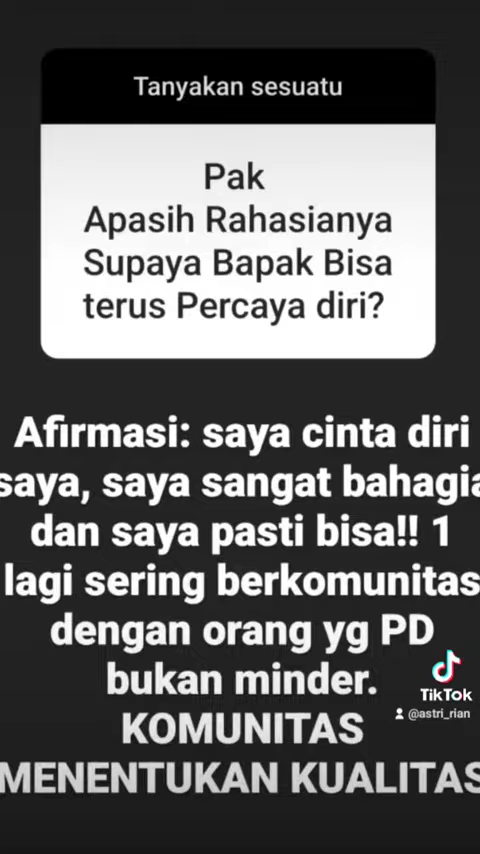 Tanyakan sesuatu
Pak
Apasih Rahasianya
Supaya Bapak Bisa
terus Percaya diri?
Afirmasi: saya cinta diri
saya, saya sangat bahagia
dan saya pasti bisa!! 1
lagi sering berkomunitas
dengan orang yg PD
bukan minder.
KOMUNITAS
MENENTUKAN KUALITAS
TikTok
@astri_rian